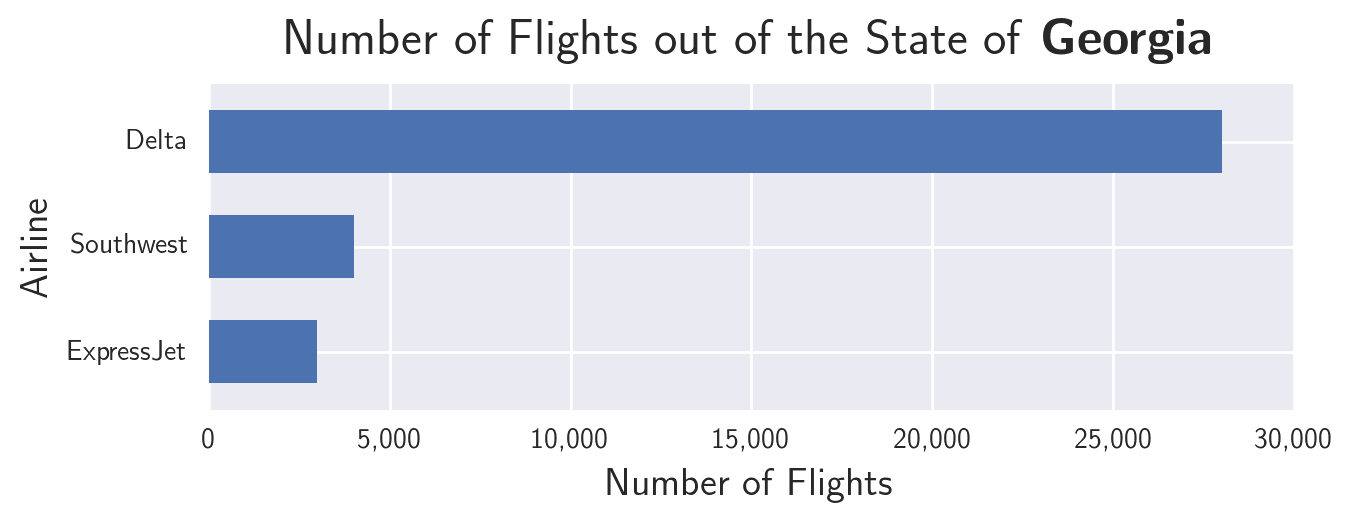 Number of Flights out of the State of Georgia
Delta
Southwest
ExpressJet
Airline
0 5,000 10,000 15,000 20,000 25,000 30,000
Number of Flights